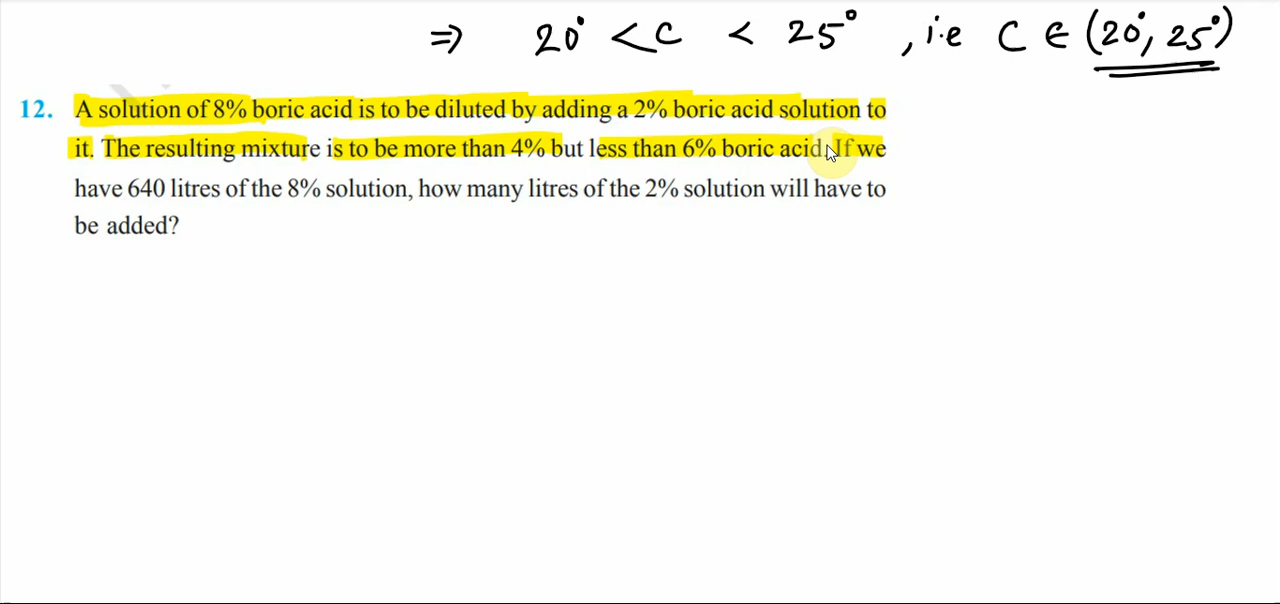 ⇒ 20° < C < 25° , i.e C ∈ (20°, 25°)
12. A solution of 8% boric acid is to be diluted by adding a 2% boric acid solution to
it. The resulting mixture is to be more than 4% but less than 6% boric acid. If we
have 640 litres of the 8% solution, how many litres of the 2% solution will have to
be added?